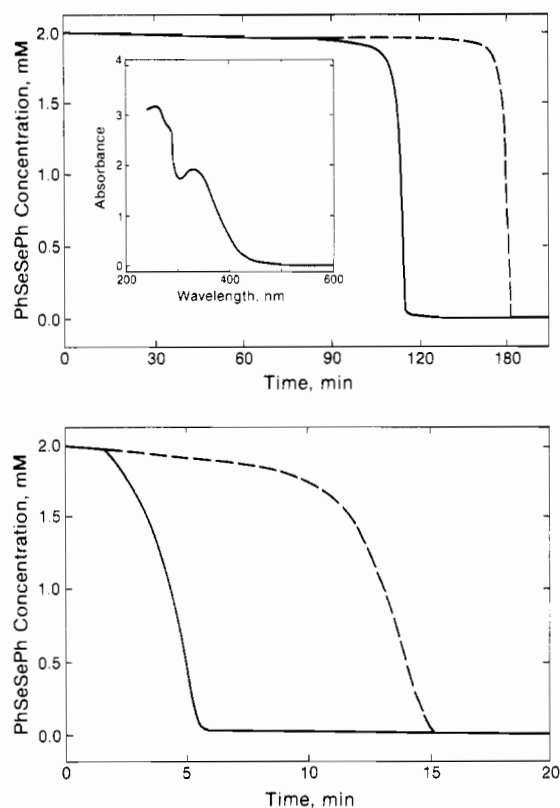 PhSeSePh Concentration, mM
2.0
1.5
1.0
0.5
0.0
0 30 60 90 120 180
Time, min
Absorbance
4
3
2
1
0
200 400 600
Wavelength, nm
PhSeSePh Concentration, mM
2.0
1.5
1.0
0.5
0.0
0 5 10 15 20
Time, min